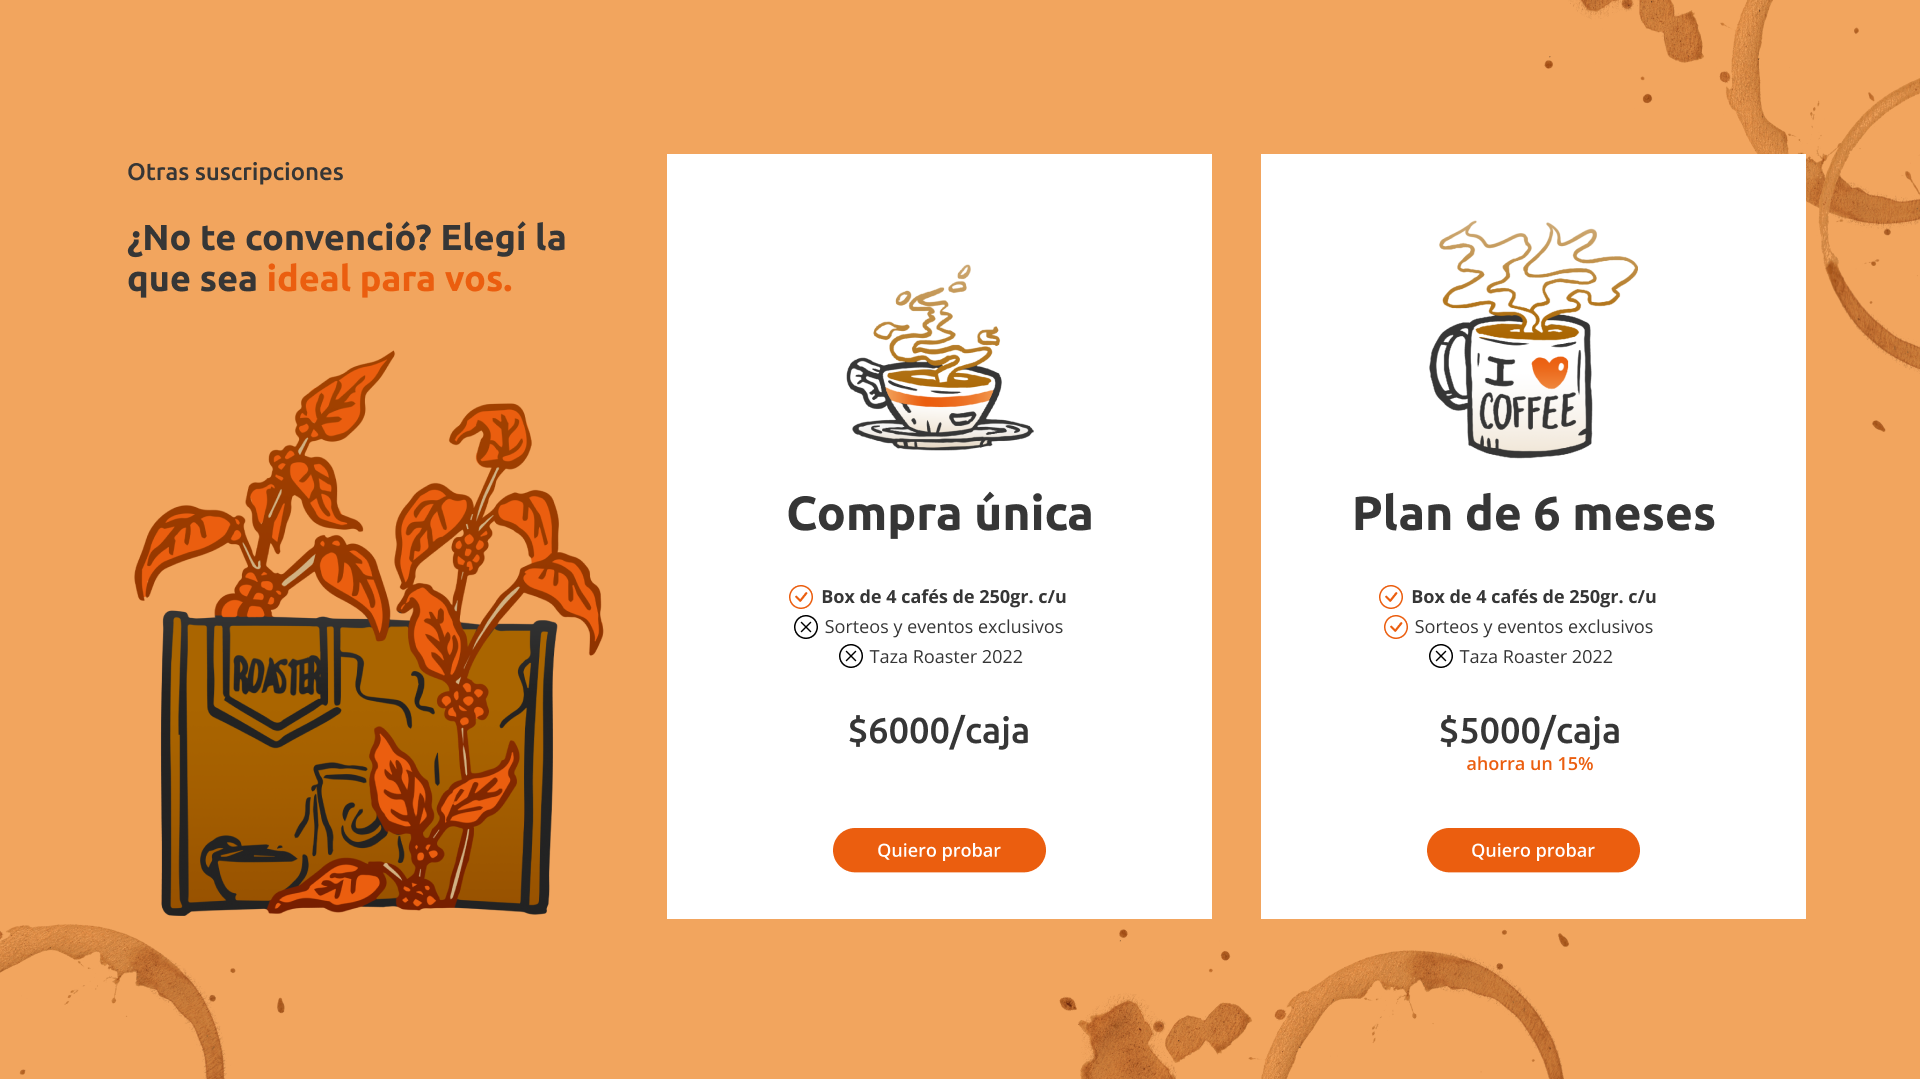 Otras suscripciones
¿No te convenció? Elegí la
que sea ideal para vos.
ROASTER
I
COFFEE
Compra única
Box de 4 cafés de 250gr. c/u
Sorteos y eventos exclusivos
Taza Roaster 2022
$6000/caja
Quiero probar
Plan de 6 meses
Box de 4 cafés de 250gr. c/u
Sorteos y eventos exclusivos
Taza Roaster 2022
$5000/caja
ahorra un 15%
Quiero probar